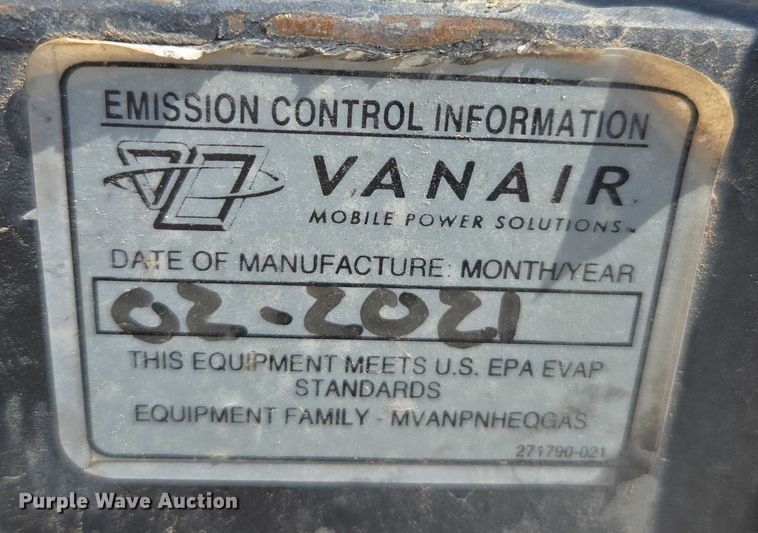 EMISSION CONTROL INFORMATION
VANAIR
MOBILE POWER SOLUTIONS™
DATE OF MANUFACTURE: MONTH/YEAR
02-2021
THIS EQUIPMENT MEETS U.S. EPA EVAP
STANDARDS
EQUIPMENT FAMILY - MVANPNHEQGAS
271790-021
Purple Wave Auction